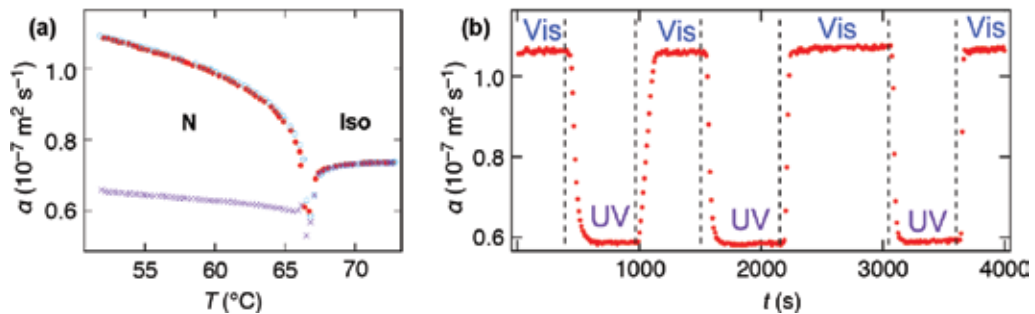 (a)
1.0
0.8
0.6
α (10⁻⁷ m² s⁻¹)
N
Iso
55
60
65
70
T (°C)
(b)
1.0
0.8
0.6
α (10⁻⁷ m² s⁻¹)
Vis
UV
Vis
UV
Vis
UV
Vis
0
1000
2000
3000
4000
t (s)